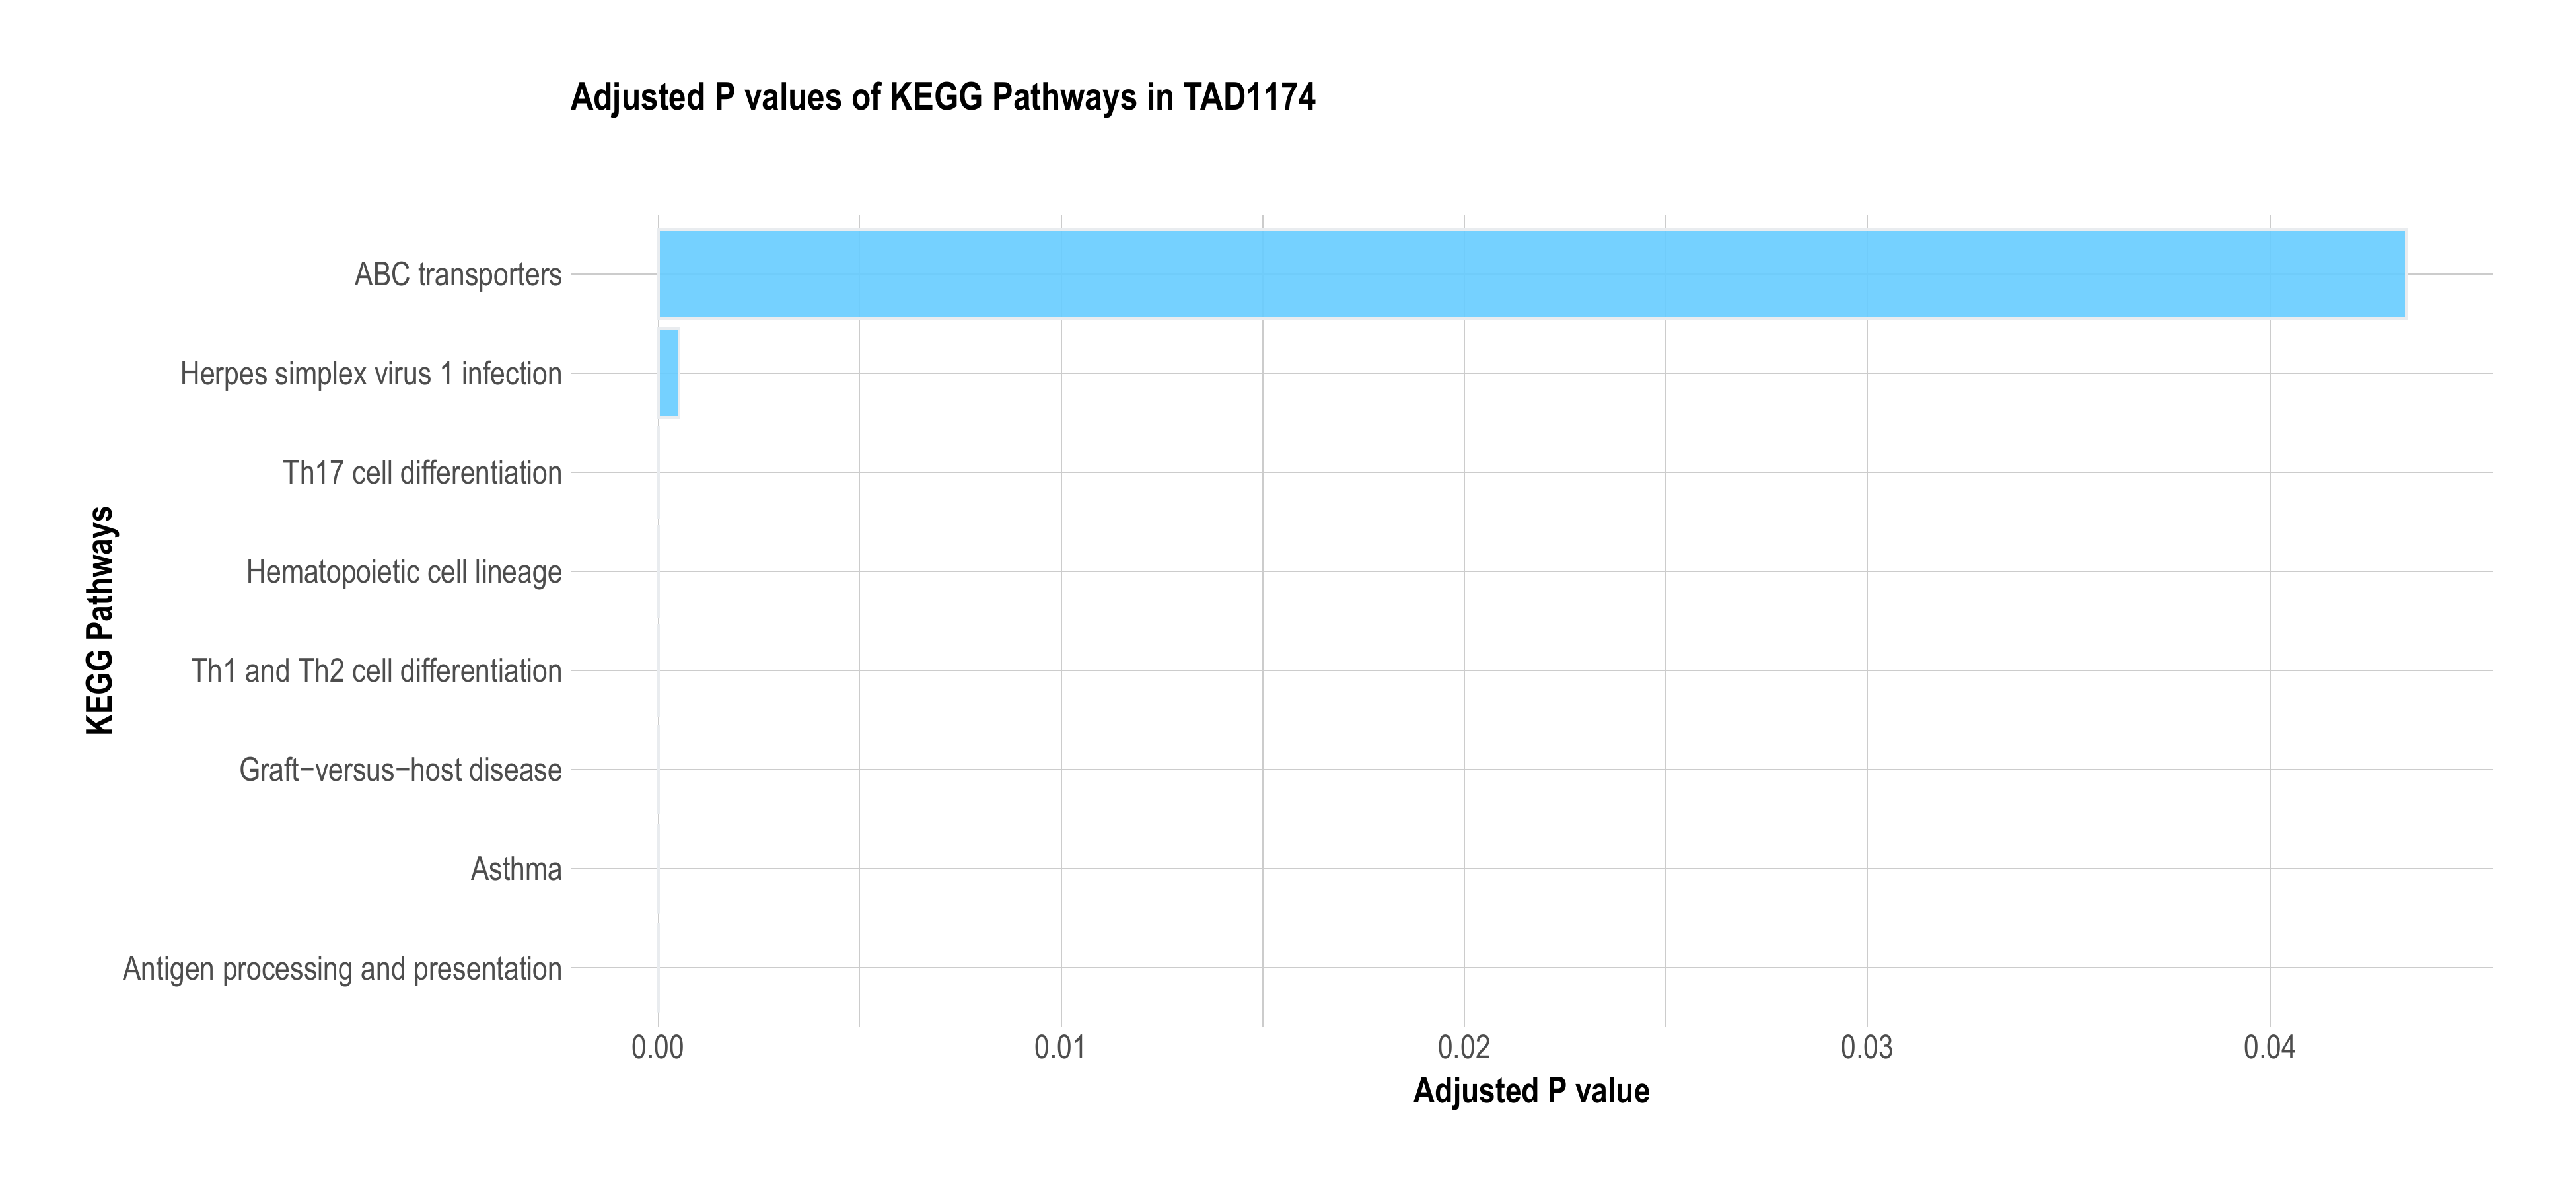 Adjusted P values of KEGG Pathways in TAD1174
KEGG Pathways
ABC transporters
Herpes simplex virus 1 infection
Th17 cell differentiation
Hematopoietic cell lineage
Th1 and Th2 cell differentiation
Graft−versus−host disease
Asthma
Antigen processing and presentation
0.00 0.01 0.02 0.03 0.04
Adjusted P value